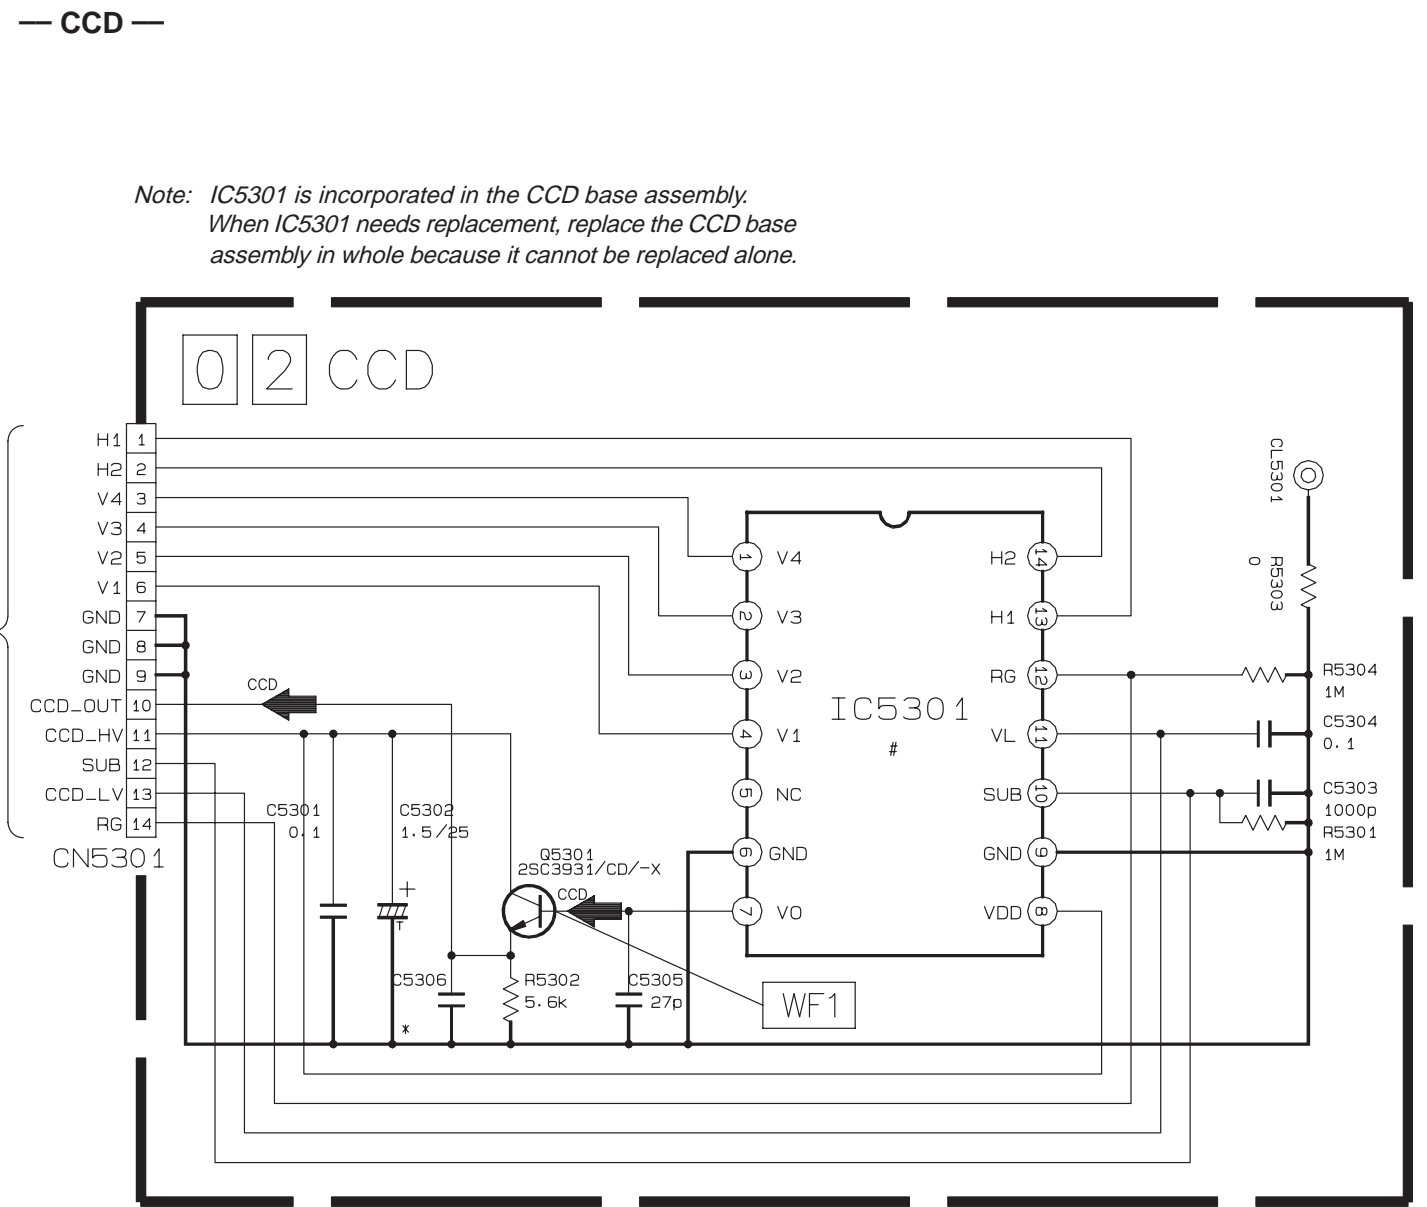 — CCD —
Note: IC5301 is incorporated in the CCD base assembly.
When IC5301 needs replacement, replace the CCD base
assembly in whole because it cannot be replaced alone.
0 2 CCD
H1 1
H2 2
V4 3
V3 4
V2 5
V1 6
GND 7
GND 8
GND 9
CCD_OUT 10
CCD_HV 11
SUB 12
CCD_LV 13
RG 14
CN5301
CCD
C5301
0.1
C5302
1.5/25
+
T
*
C5306
Q5301
2SC3931/CD/-X
CCD
R5302
5.6k
C5305
27p
WF1
1 V4
2 V3
3 V2
4 V1
5 NC
6 GND
7 VO
IC5301
#
H2 14
H1 13
RG 12
VL 11
SUB 10
GND 9
VDD 8
CL5301
R5303
0
R5304
1M
C5304
0.1
C5303
1000p
R5301
1M